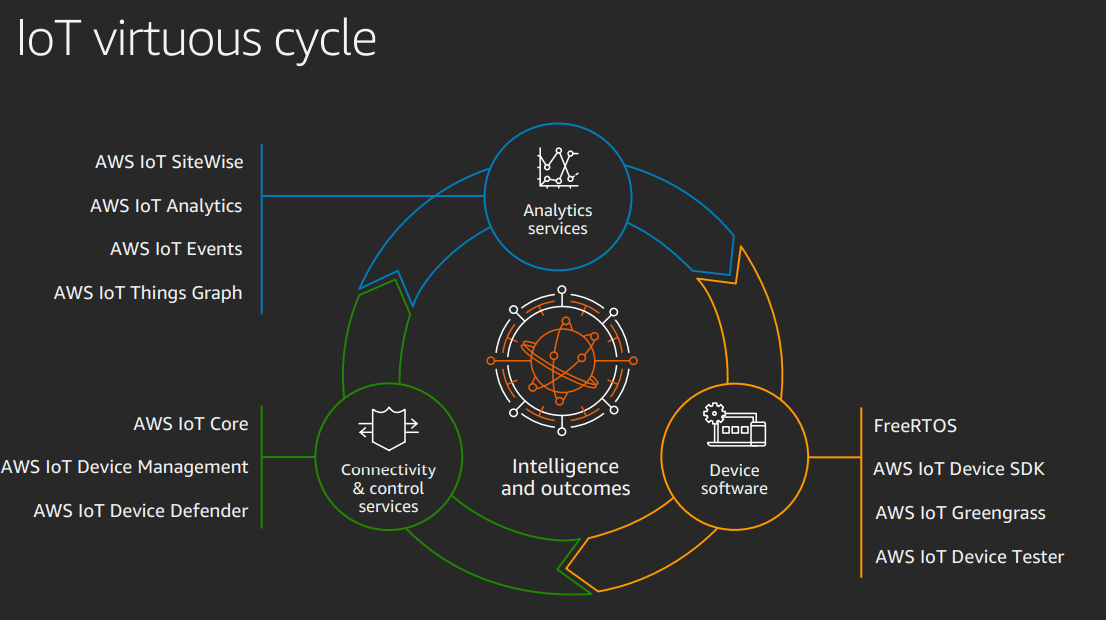 IoT virtuous cycle
AWS IoT SiteWise
AWS IoT Analytics
AWS IoT Events
AWS IoT Things Graph
Analytics
services
AWS IoT Core
AWS IoT Device Management
AWS IoT Device Defender
Connectivity
& control
services
Intelligence
and outcomes
Device
software
FreeRTOS
AWS IoT Device SDK
AWS IoT Greengrass
AWS IoT Device Tester